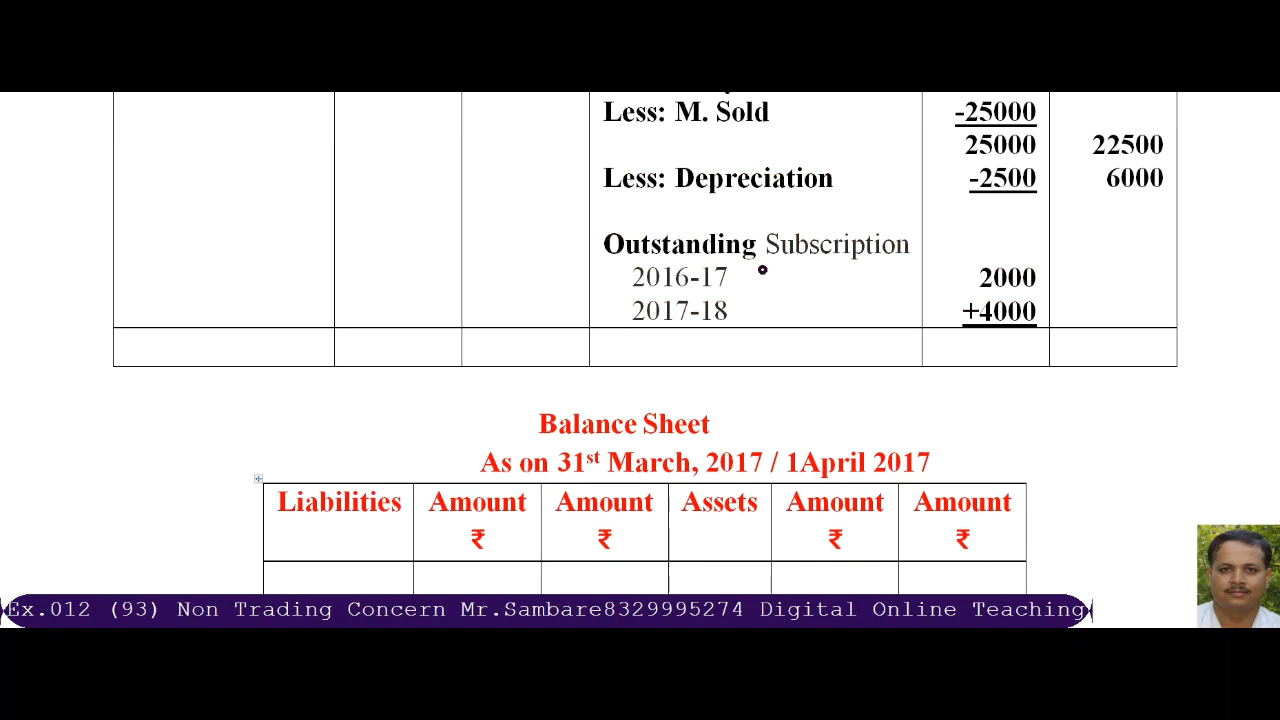 Less: M. Sold -25000
25000 22500
Less: Depreciation -2500 6000
Outstanding Subscription
2016-17 2000
2017-18 +4000
Balance Sheet
As on 31st March, 2017 / 1April 2017
Liabilities Amount Amount Assets Amount Amount
₹ ₹ ₹ ₹
Ex.012 (93) Non Trading Concern Mr.Sambare8329995274 Digital Online Teaching